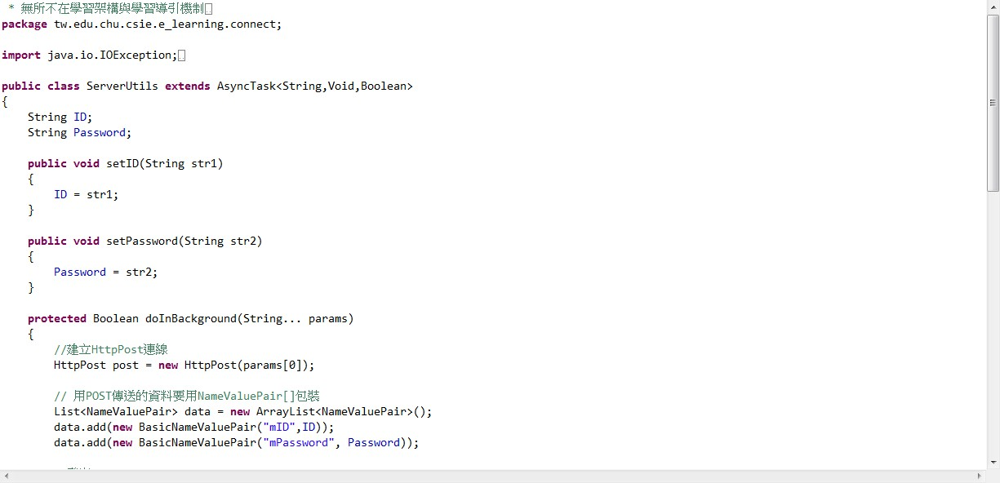 * 無所不在學習架構與學習導引機制
package tw.edu.chu.csie.e_learning.connect;
import java.io.IOException;
public class ServerUtils extends AsyncTask<String,Void,Boolean>
{
String ID;
String Password;
public void setID(String str1)
{
ID = str1;
}
public void setPassword(String str2)
{
Password = str2;
}
protected Boolean doInBackground(String... params)
{
//建立HttpPost連線
HttpPost post = new HttpPost(params[0]);
// 用POST傳送的資料要用NameValuePair[]包裝
List<NameValuePair> data = new ArrayList<NameValuePair>();
data.add(new BasicNameValuePair("mID",ID));
data.add(new BasicNameValuePair("mPassword", Password));